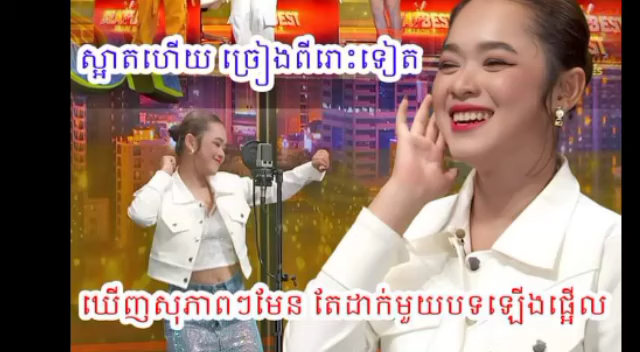 ស្អាតហើយ ច្រៀងពីរោះទៀត
ឃើញសុភាពៗមែន តែដាក់មួយបទឡើងផ្អើល